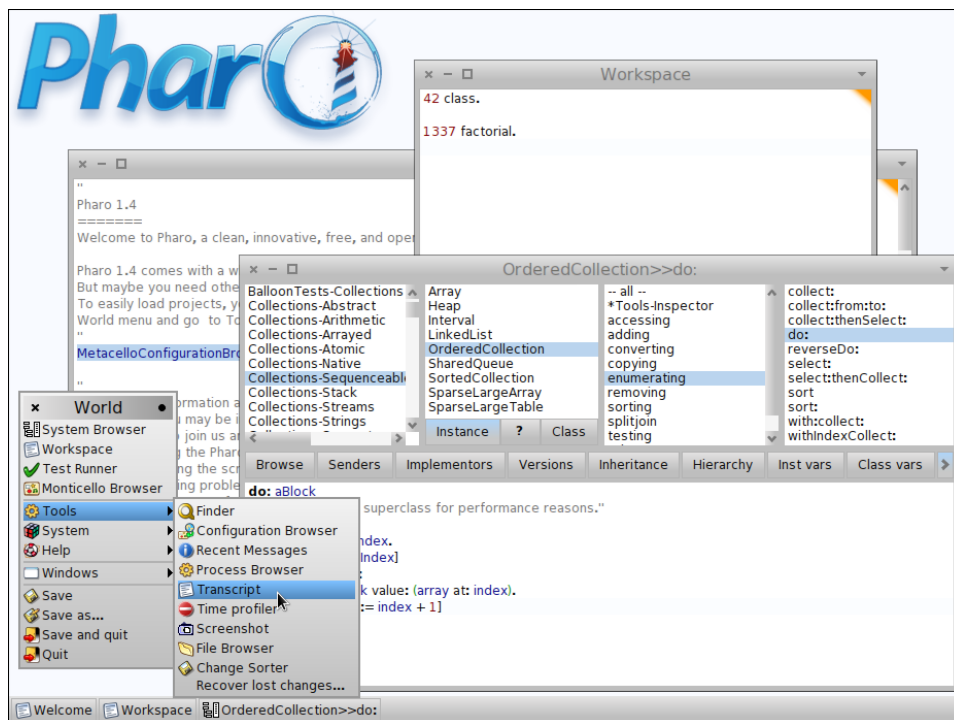 Pharo
Workspace
42 class.
1337 factorial.
"
Pharo 1.4
=======
Welcome to Pharo, a clean, innovative, free, and
Pharo 1.4 comes with a
But maybe you need
To easily load projects,
World menu and go to
"
"
OrderedCollection>>do:
BalloonTests-Collections
Collections-Abstract
Collections-Arithmetic
Collections-Arrayed
Collections-Atomic
Collections-Native
Collections-Sequenceabl
Collections-Stack
Collections-Streams
Collections-Strings
Array
Heap
Interval
LinkedList
OrderedCollection
SharedQueue
SortedCollection
SparseLargeArray
SparseLargeTable
Instance ? Class
-- all --
*Tools-Inspector
accessing
adding
converting
copying
enumerating
removing
sorting
splitjoin
testing
collect:
collect:from:to:
collect:thenSelect:
do:
reverseDo:
select:
select:thenCollect:
sort
sort:
with:collect:
withIndexCollect:
Browse Senders Implementors Versions Inheritance Hierarchy Inst vars Class vars
do: aBlock
superclass for performance reasons."
value: (array at: index).
:= index + 1]
World
System Browser
Workspace
Test Runner
Monticello Browser
Tools
System
Help
Windows
Save
Save as...
Save and quit
Quit
may be
join us
the
the
Finder
Configuration Browser
Recent Messages
Process Browser
Transcript
Time profiler
Screenshot
File Browser
Change Sorter
Recover lost changes...
Welcome Workspace OrderedCollection>>do: